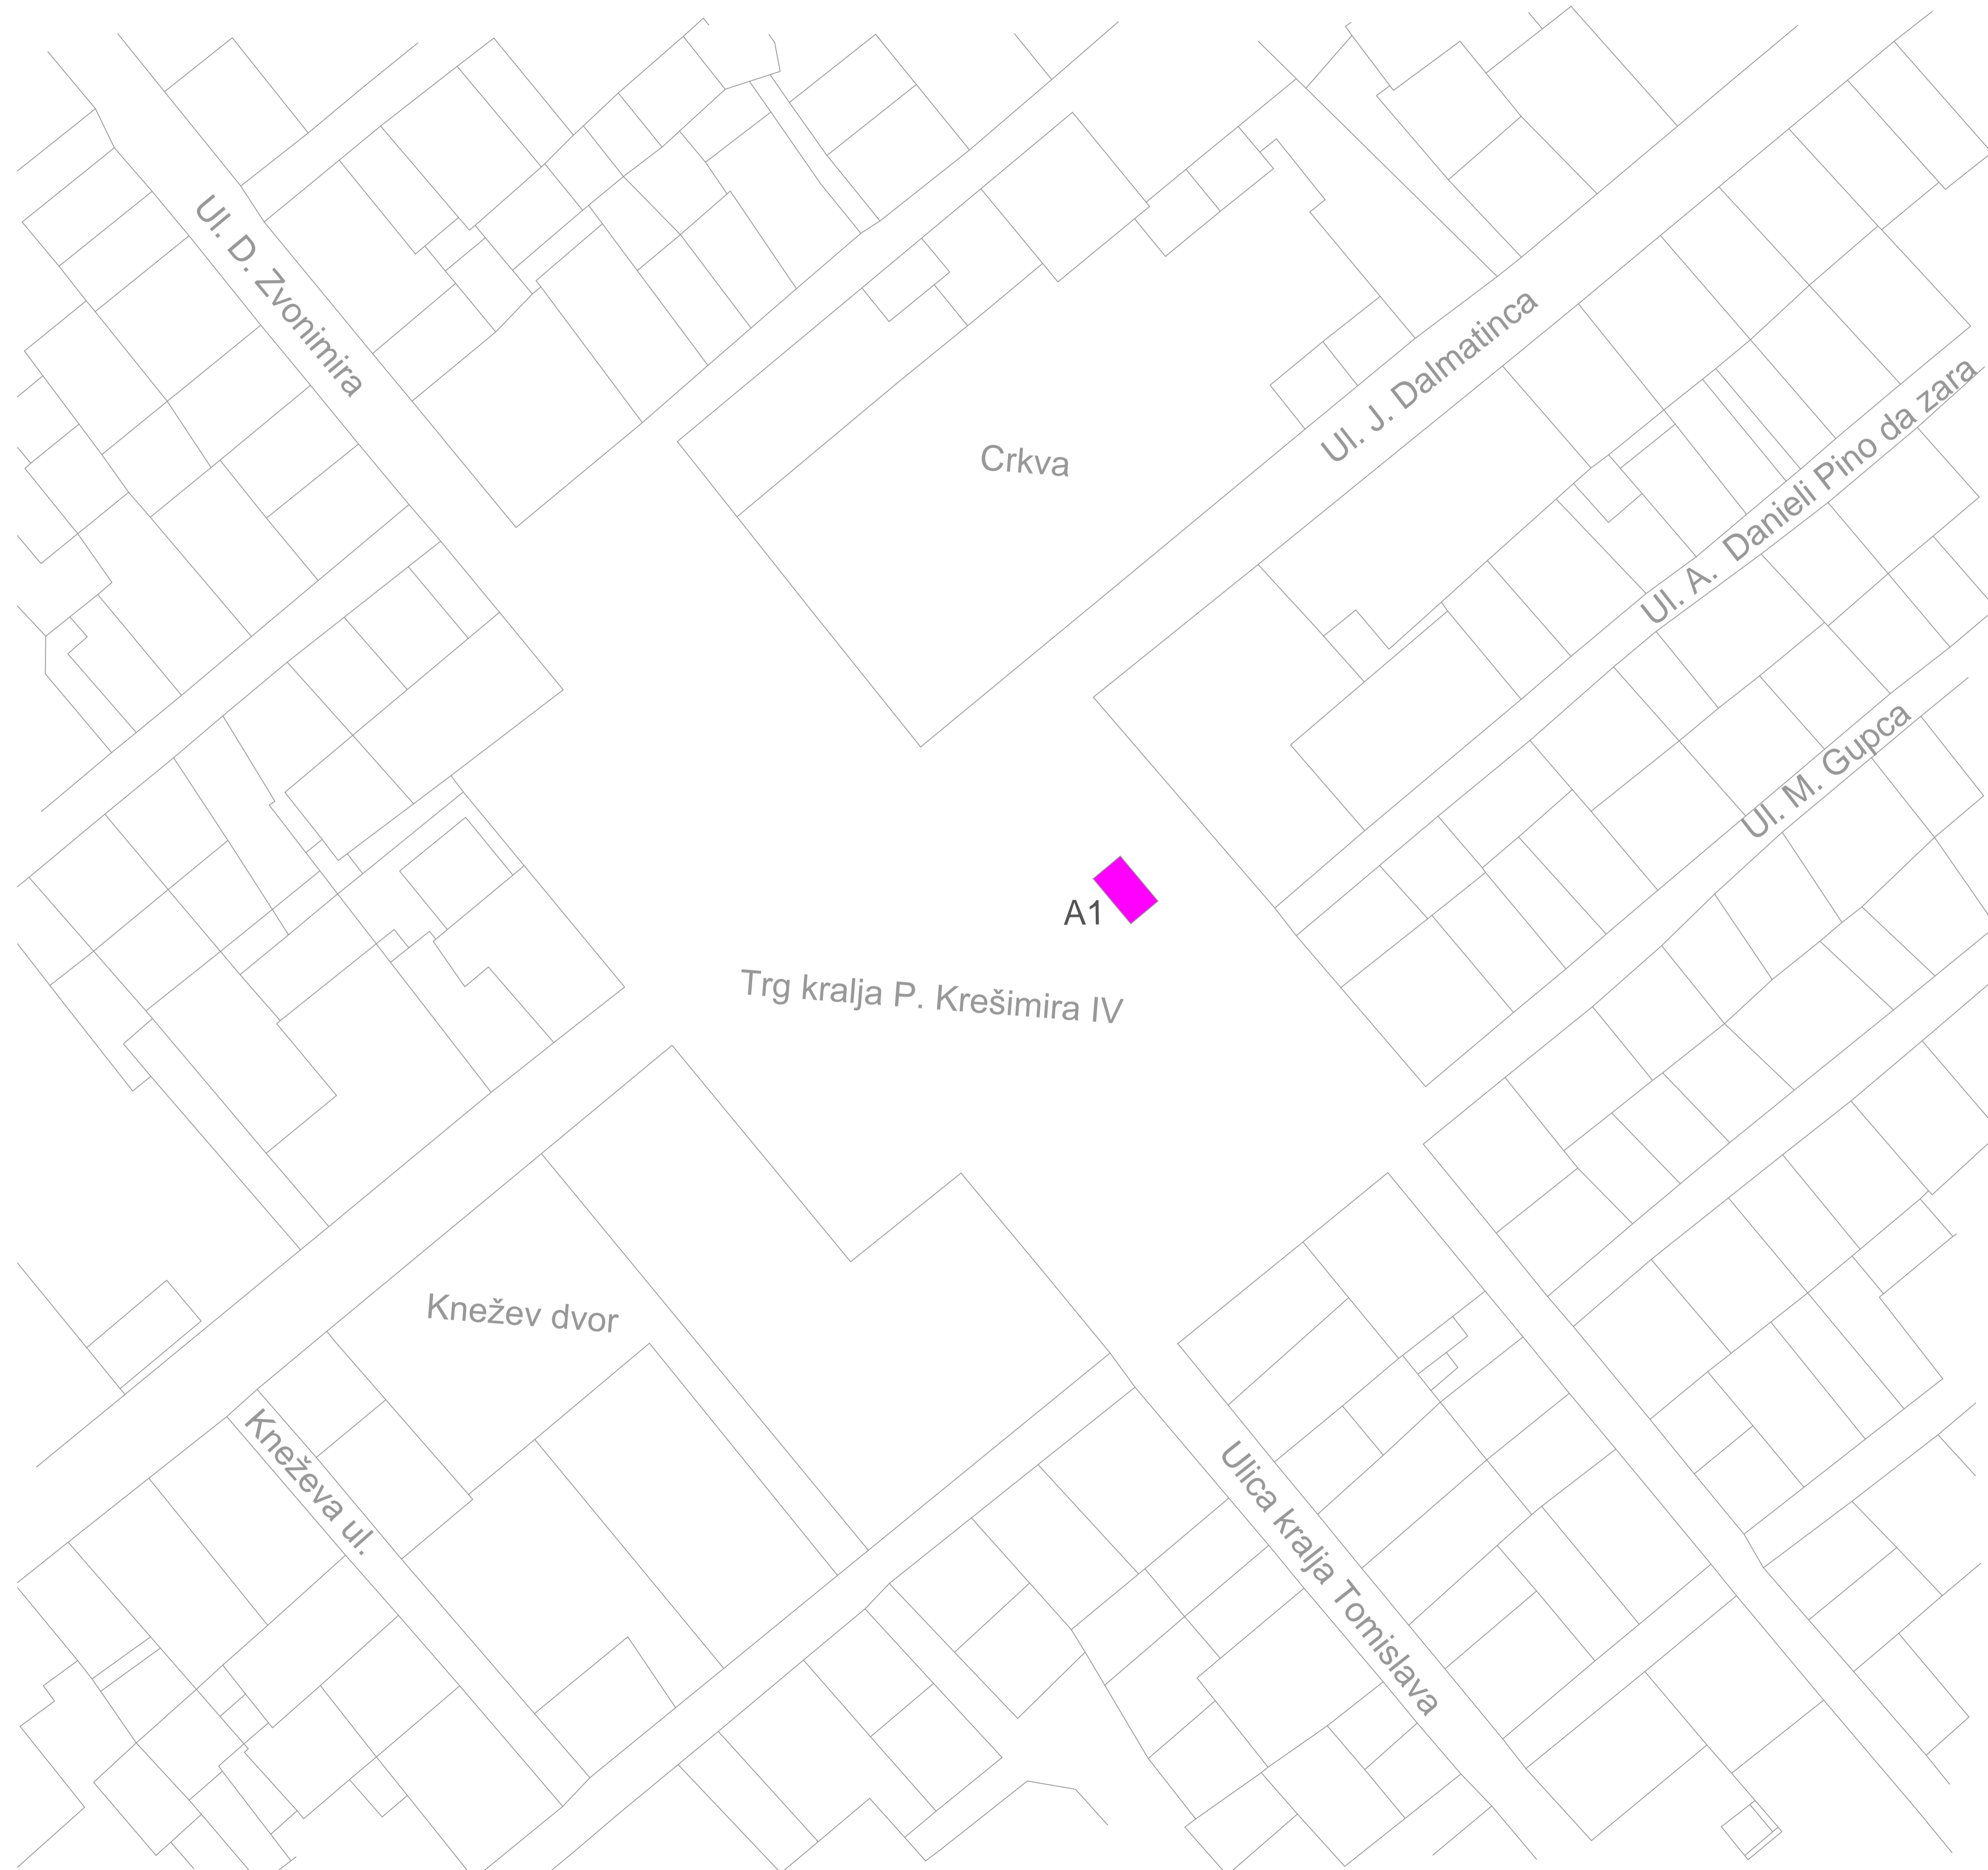 Ul. D. Zvonimira
Ul. J. Dalmatinca
Crkva
Ul. A. Danieli Pino da zara
Ul. M. Gupca
A1
Trg kralja P. Krešimira IV
Knežev dvor
Kneževa ul.
Ulica kralja Tomislava